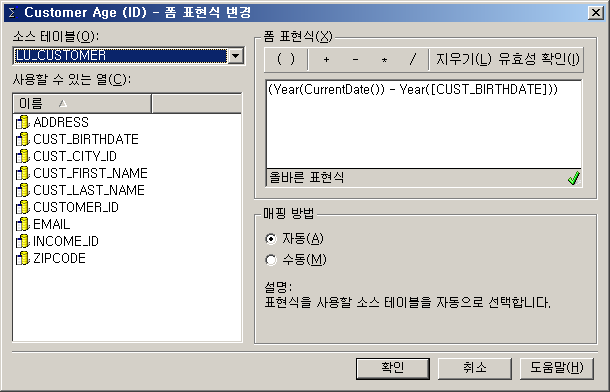 Customer Age (ID) - 폼 표현식 변경
소스 테이블(O):
LU_CUSTOMER
사용할 수 있는 열(C):
이름
ADDRESS
CUST_BIRTHDATE
CUST_CITY_ID
CUST_FIRST_NAME
CUST_LAST_NAME
CUSTOMER_ID
EMAIL
INCOME_ID
ZIPCODE
폼 표현식(X)
( ) + - * / 지우기(L) 유효성 확인(I)
(Year(CurrentDate()) - Year([CUST_BIRTHDATE]))
올바른 표현식
매핑 방법
자동(A)
수동(M)
설명:
표현식을 사용할 소스 테이블을 자동으로 선택합니다.
확인 취소 도움말(H)